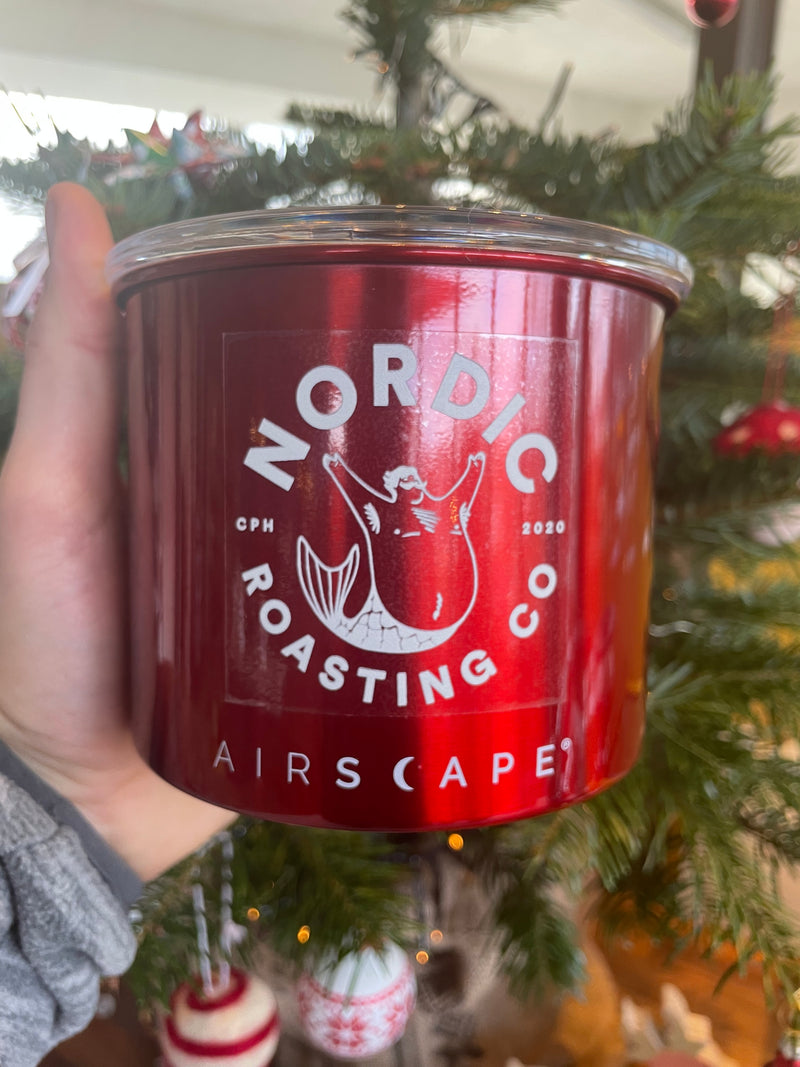 NORDIC
CPH
2020
ROASTING CO
AIRSCAPE®